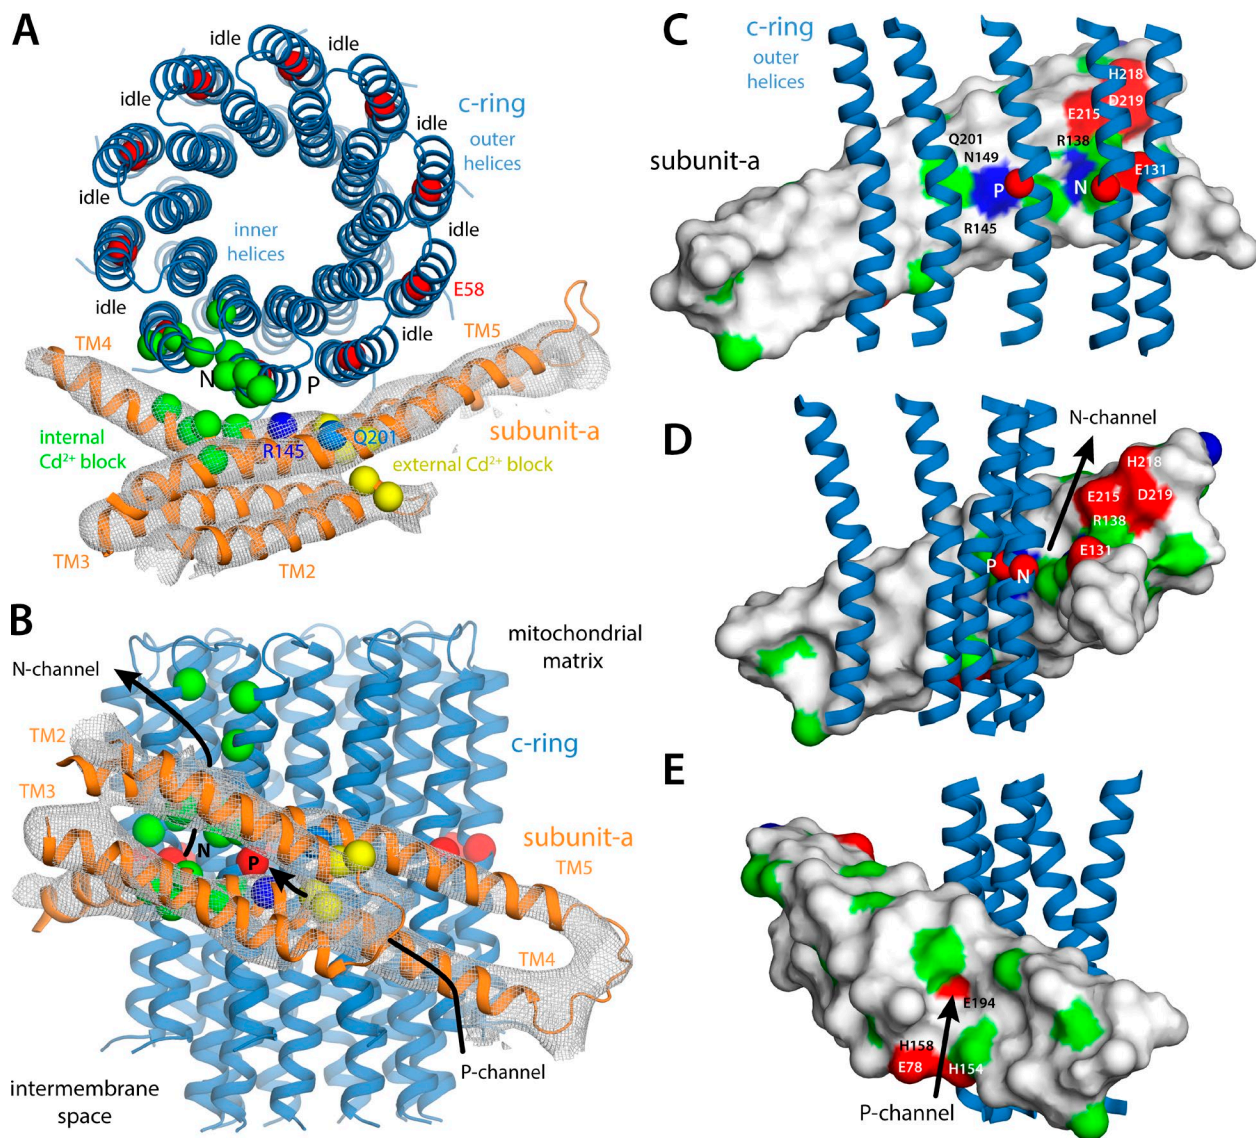 A
idle
idle
idle
idle
c-ring
outer
helices
idle
idle
inner
helices
idle
idle
E58
idle
TM4
TM5
N
P
internal
Cd²⁺ block
R145
Q201
subunit-a
external Cd²⁺ block
TM3
TM2
B
mitochondrial
matrix
N-channel
c-ring
TM2
TM3
N
P
subunit-a
TM5
TM4
P-channel
intermembrane
space
C
c-ring
outer
helices
H218
D219
E215
Q201
R138
N149
subunit-a
E131
P
N
R145
D
N-channel
H218
E215
D219
R138
E131
P
N
E
E194
H158
E78
H154
P-channel